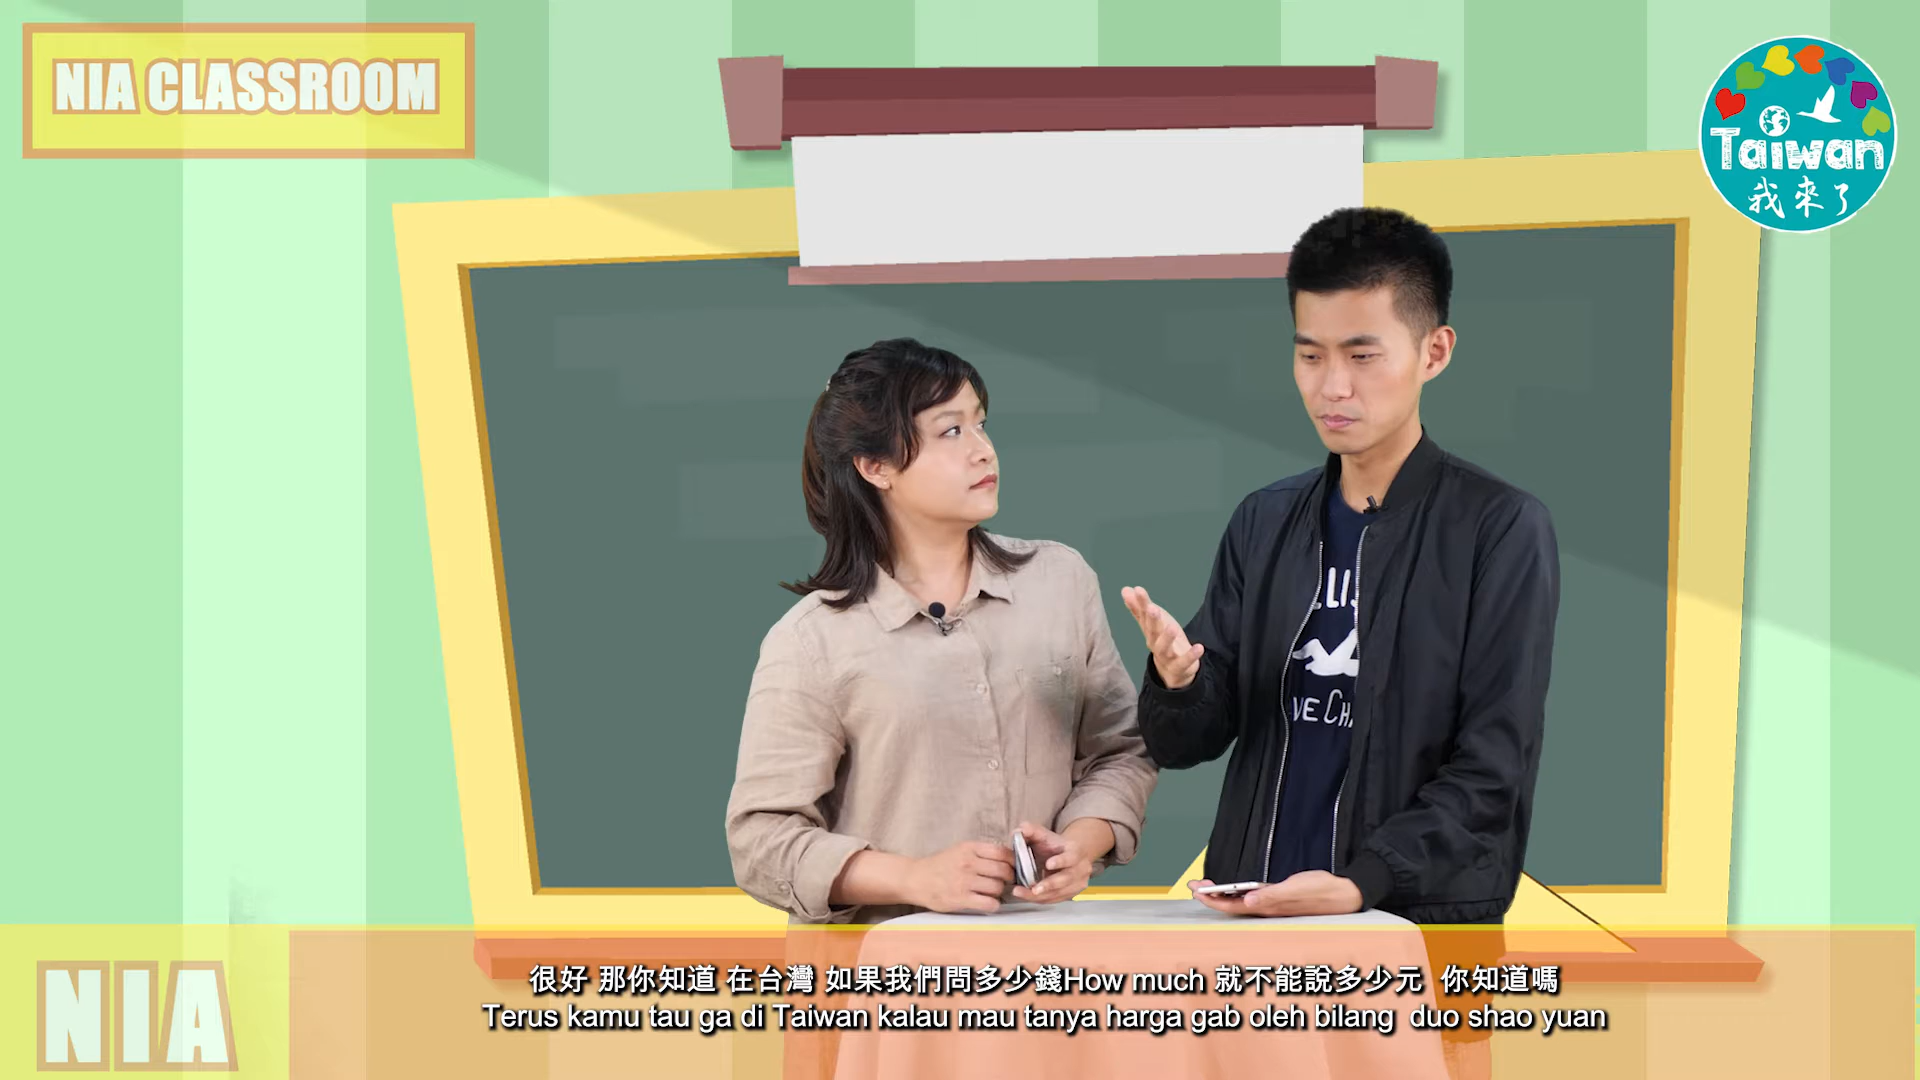 NIA CLASSROOM
Taiwan
我來了
很好 那你知道 在台灣 如果我們問多少錢How much 就不能說多少元 你知道嗎
Terus kamu tau ga di Taiwan kalau mau tanya harga gab oleh bilang duo shao yuan
NIA